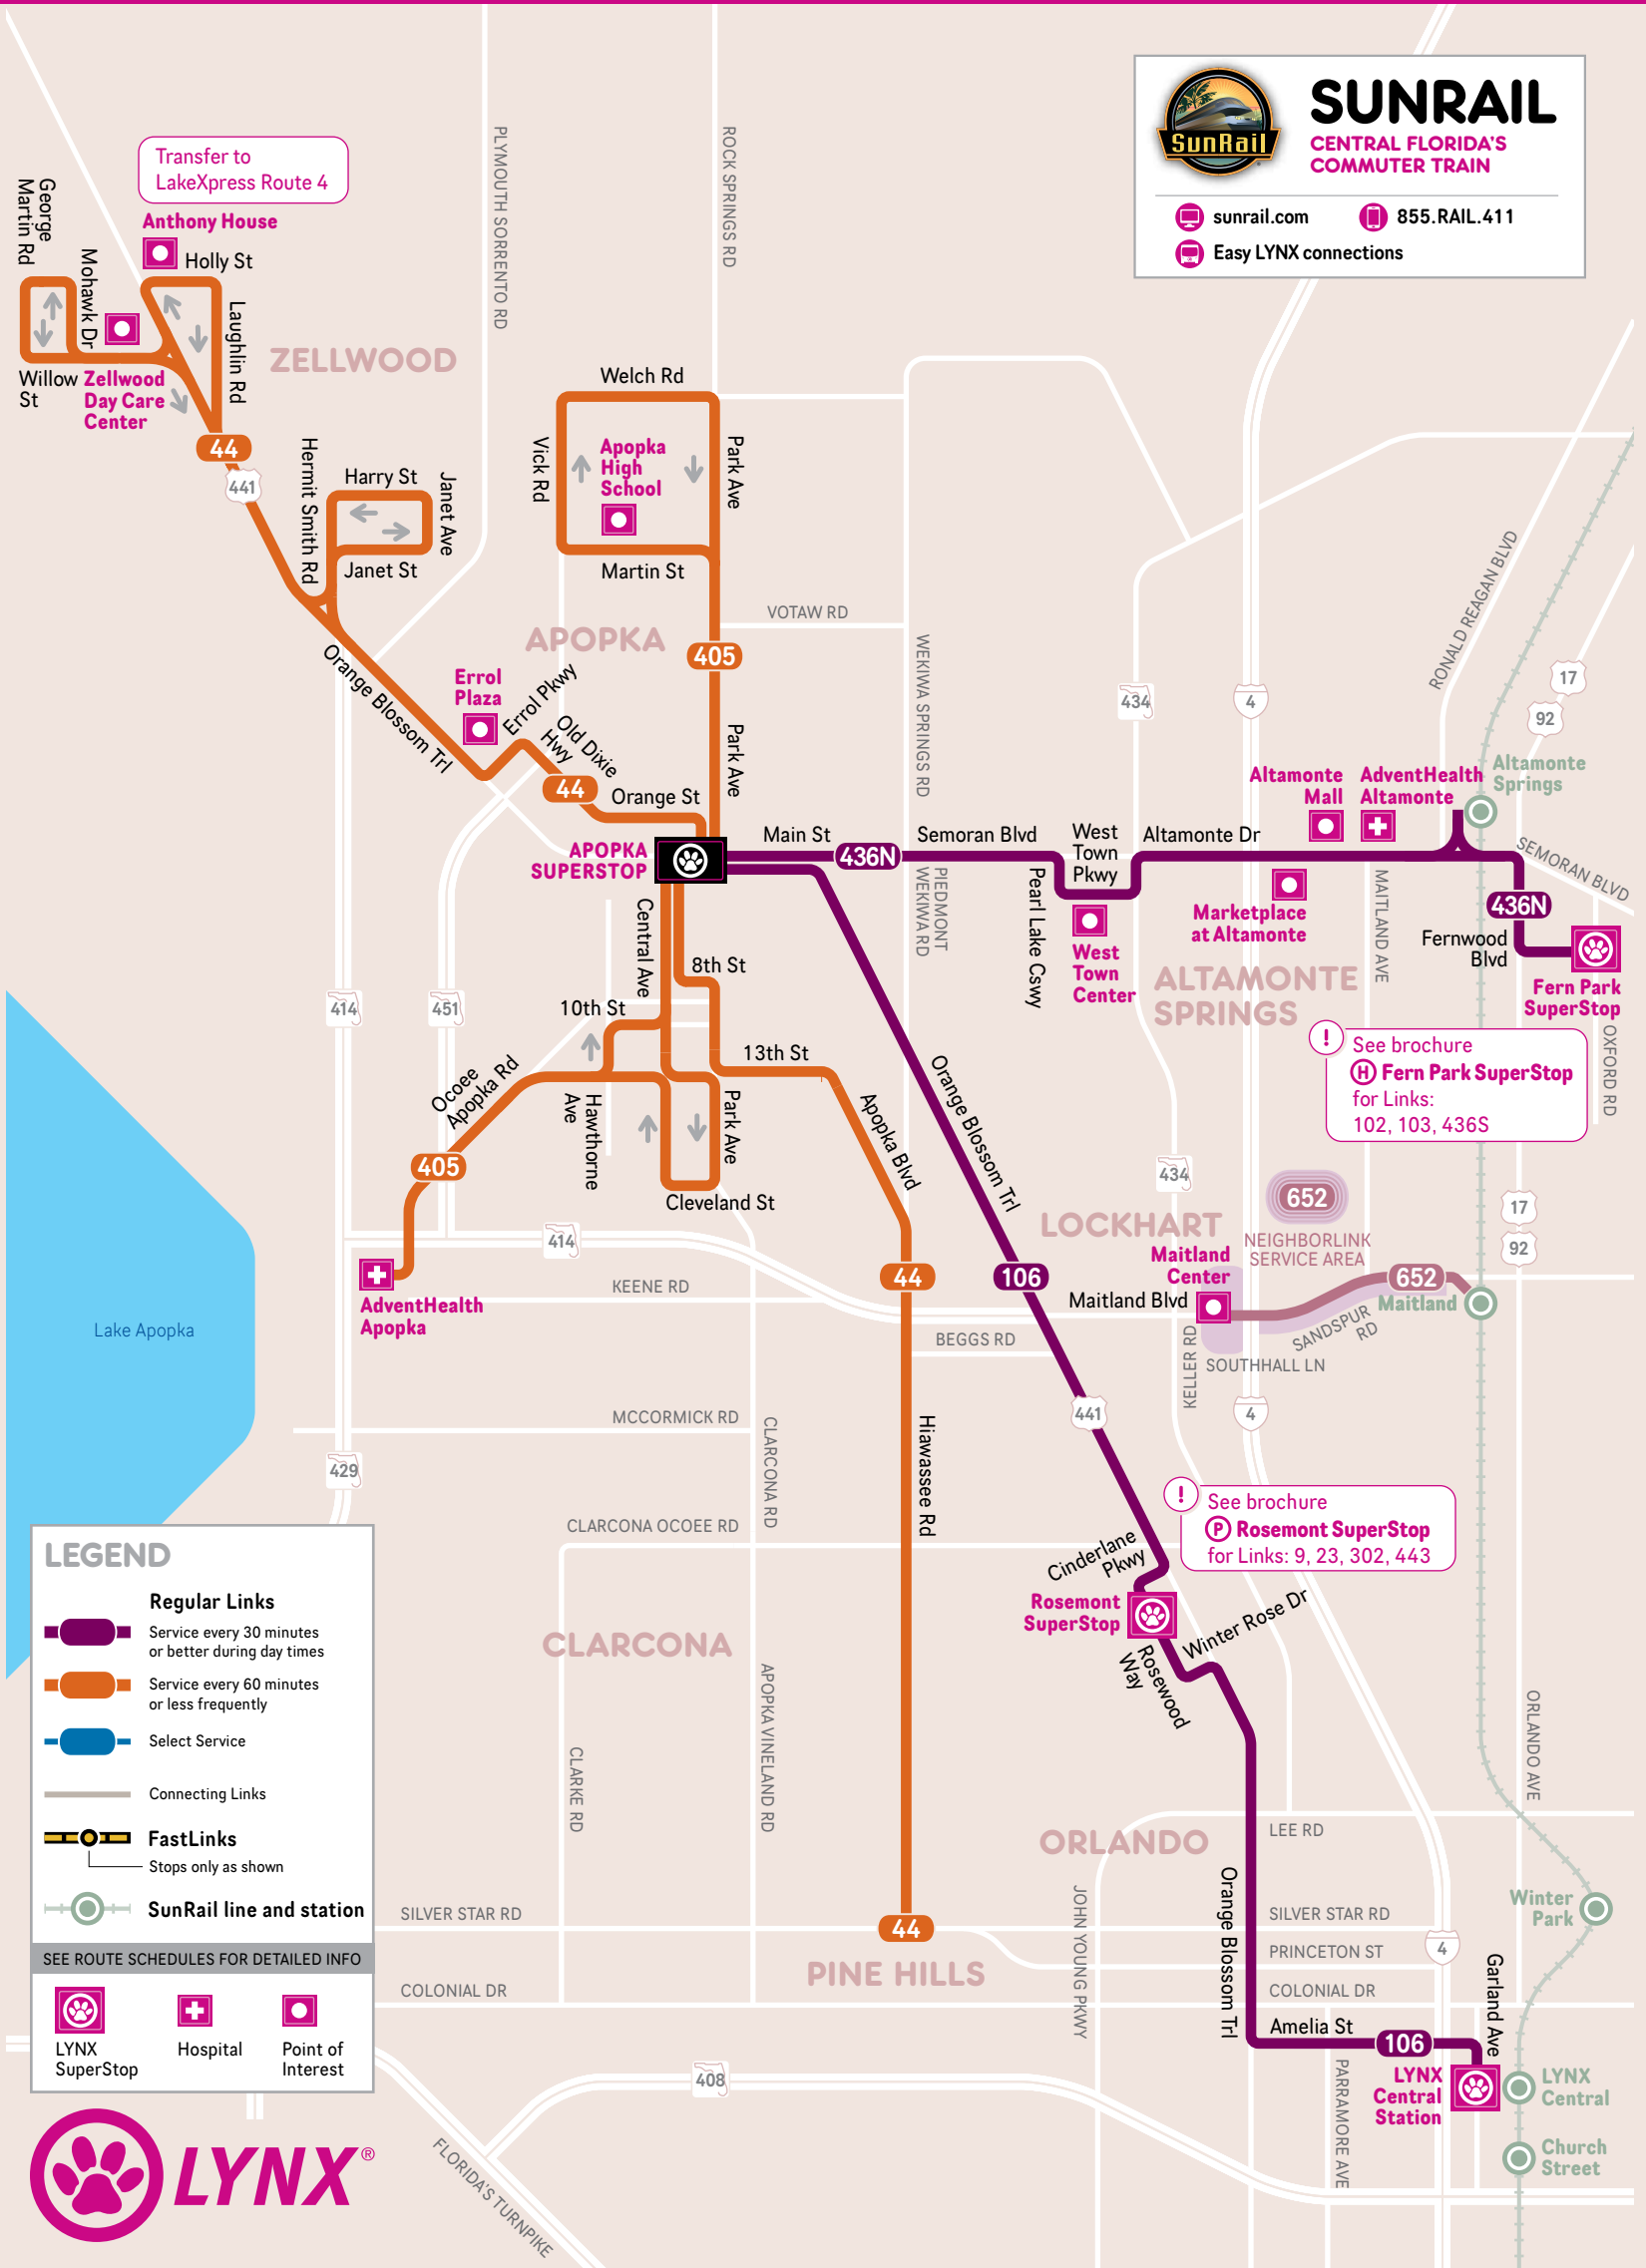 SunRail
SUNRAIL
CENTRAL FLORIDA'S
COMMUTER TRAIN
sunrail.com
855.RAIL.411
Easy LYNX connections
Transfer to
LakeXpress Route 4
Anthony House
Holly St
George
Martin Rd
Mohawk Dr
Laughlin Rd
Willow
St
Zellwood
Day Care
Center
ZELLWOOD
44
441
PLYMOUTH SORRENTO RD
ROCK SPRINGS RD
Hermit Smith Rd
Harry St
Janet Ave
Janet St
Welch Rd
Vick Rd
Apopka
High
School
Park Ave
Martin St
VOTAW RD
APOPKA
405
Orange Blossom Trl
Errol
Plaza
Errol Pkwy
Old Dixie
Hwy
44
Orange St
Park Ave
WEKIWA SPRINGS RD
434
4
RONALD REAGAN BLVD
17
92
Altamonte
Springs
Altamonte
Mall
AdventHealth
Altamonte
APOPKA
SUPERSTOP
Main St
436N
Semoran Blvd
West
Town
Pkwy
Altamonte Dr
SEMORAN BLVD
PIEDMONT
WEKIWA RD
Pearl Lake Cswy
West
Town
Center
Marketplace
at Altamonte
MAITLAND AVE
436N
Fernwood
Blvd
Fern Park
SuperStop
ALTAMONTE
SPRINGS
OXFORD RD
!
See brochure
H Fern Park SuperStop
for Links:
102, 103, 436S
Central Ave
8th St
10th St
13th St
414
451
Ocoee
Apopka Rd
Hawthorne
Ave
Park Ave
Cleveland St
405
Apopka Blvd
Orange Blossom Trl
434
652
NEIGHBORLINK
SERVICE AREA
17
92
LOCKHART
414
KEENE RD
44
106
Maitland
Center
Maitland Blvd
652
Maitland
SANDSPUR
RD
SOUTHHALL LN
KELLER RD
AdventHealth
Apopka
Lake Apopka
BEGGS RD
441
4
MCCORMICK RD
CLARCONA RD
Hiawassee Rd
429
CLARCONA OCOEE RD
!
See brochure
P Rosemont SuperStop
for Links: 9, 23, 302, 443
Cinderlane
Pkwy
Rosemont
SuperStop
Winter Rose Dr
Rosewood
Way
CLARCONA
CLARKE RD
APOPKA VINELAND RD
ORLANDO AVE
ORLANDO
LEE RD
JOHN YOUNG PKWY
Orange Blossom Trl
Winter
Park
SILVER STAR RD
44
SILVER STAR RD
PRINCETON ST
4
PINE HILLS
COLONIAL DR
COLONIAL DR
Garland Ave
Amelia St
106
LYNX
Central
Station
LYNX
Central
PARRAMORE AVE
Church
Street
408
FLORIDA'S TURNPIKE
LEGEND
Regular Links
Service every 30 minutes
or better during day times
Service every 60 minutes
or less frequently
Select Service
Connecting Links
FastLinks
Stops only as shown
SunRail line and station
SEE ROUTE SCHEDULES FOR DETAILED INFO
LYNX
SuperStop
Hospital
Point of
Interest
LYNX®